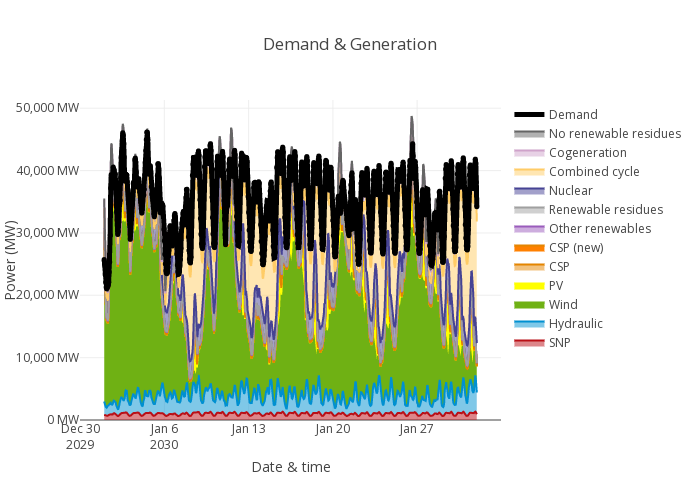 Demand & Generation
50,000 MW
40,000 MW
30,000 MW
20,000 MW
10,000 MW
0 MW
Power (MW)
Dec 30
2029
Jan 6
2030
Jan 13
Jan 20
Jan 27
Date & time
Demand
No renewable residues
Cogeneration
Combined cycle
Nuclear
Renewable residues
Other renewables
CSP (new)
CSP
PV
Wind
Hydraulic
SNP